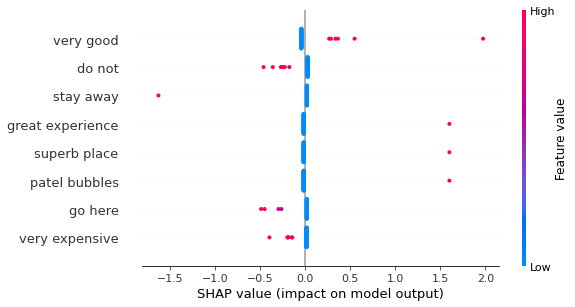 High
very good
do not
stay away
great experience
superb place
patel bubbles
go here
very expensive
Feature value
Low
−1.5 −1.0 −0.5 0.0 0.5 1.0 1.5 2.0
SHAP value (impact on model output)